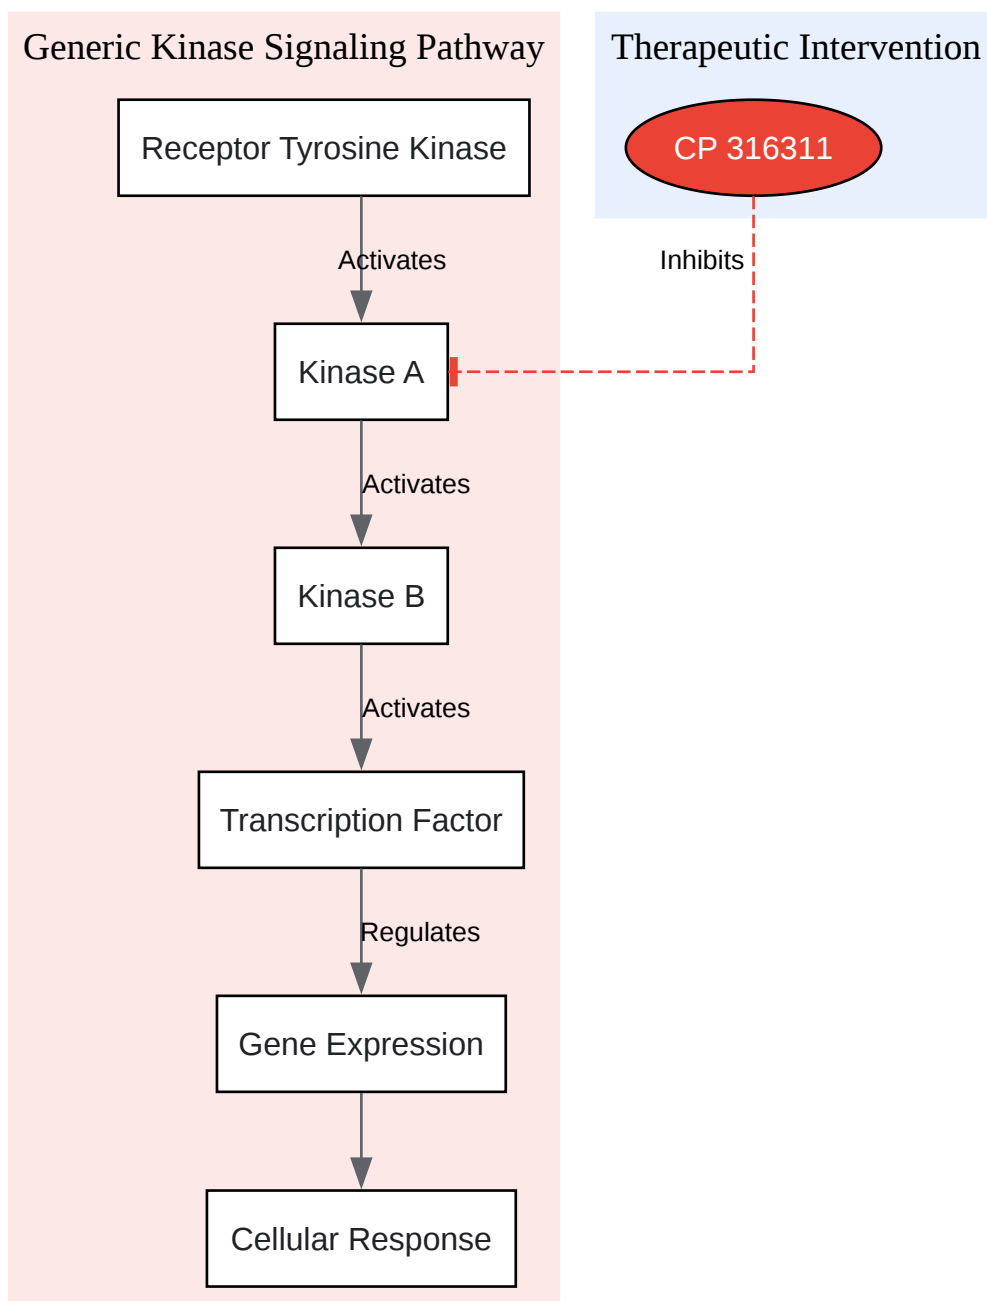 Generic Kinase Signaling Pathway
Therapeutic Intervention
Receptor Tyrosine Kinase
CP 316311
Activates
Inhibits
Kinase A
Activates
Kinase B
Activates
Transcription Factor
Regulates
Gene Expression
Cellular Response